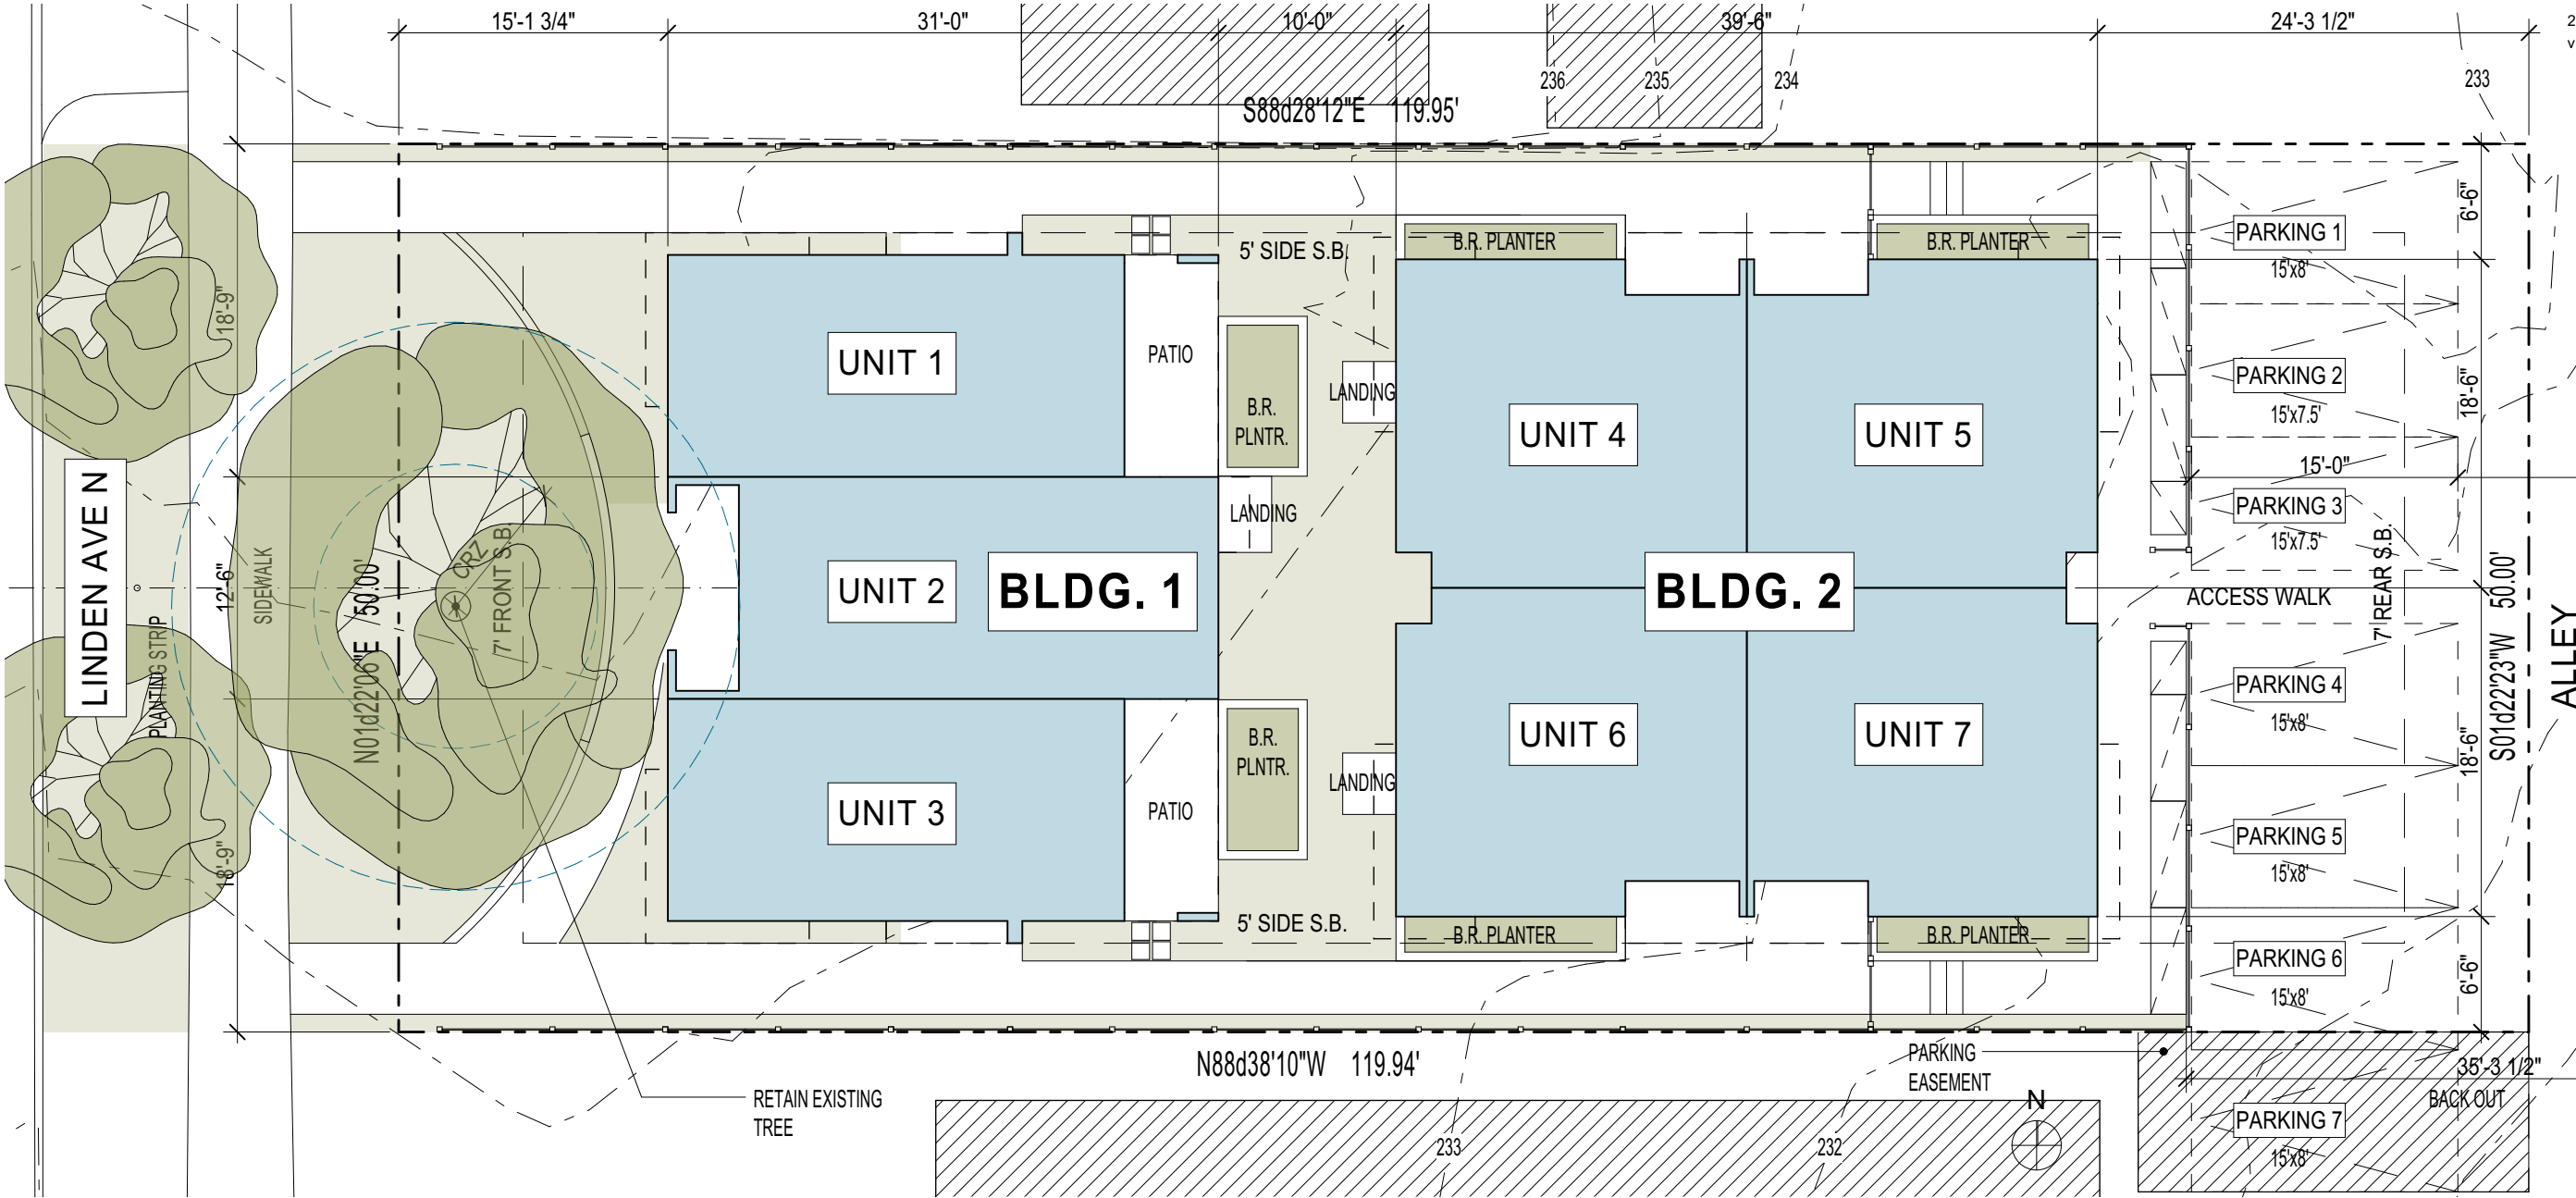 15'-1 3/4"
31'-0"
10'-0"
39'-6"
24'-3 1/2"
2
v
236
235
234
233
S88d28'12"E 119.95'
5' SIDE S.B.
B.R. PLANTER
B.R. PLANTER
PARKING 1
15'x8'
6'-6"
18'-9"
UNIT 1
PATIO
B.R.
PLNTR.
LANDING
UNIT 4
UNIT 5
PARKING 2
15'x7.5'
18'-6"
15'-0"
LINDEN AVE N
PLANTING STRIP
SIDEWALK
12'-6"
N01d22'06"E / 50.00'
CRZ
7' FRONT S.B.
UNIT 2
BLDG. 1
LANDING
BLDG. 2
PARKING 3
15'x7.5'
ACCESS WALK
7' REAR S.B.
S01d22'23"W 50.00'
ALLEY
18'-9"
UNIT 3
PATIO
B.R.
PLNTR.
LANDING
UNIT 6
UNIT 7
PARKING 4
15'x8'
18'-6"
PARKING 5
15'x8'
5' SIDE S.B.
B.R. PLANTER
B.R. PLANTER
PARKING 6
15'x8'
6'-6"
N88d38'10"W 119.94'
RETAIN EXISTING
TREE
PARKING
EASEMENT
35'-3 1/2"
BACK OUT
N
PARKING 7
15'x8'
233
232